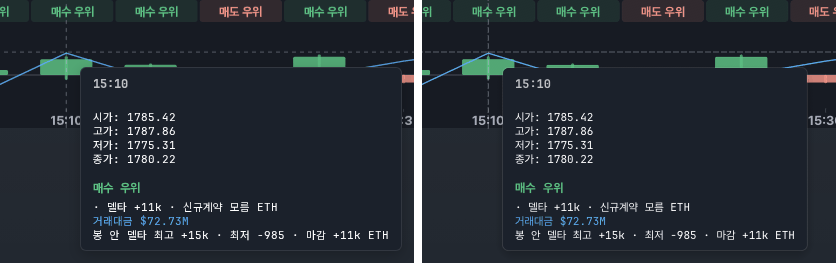 위 매수 우위 매수 우위 매도 우위 매수 우위 매도
15:10
15:10
시가: 1785.42
고가: 1787.86
저가: 1775.31
종가: 1780.22
매수 우위
· 델타 +11k · 신규계약 모름 ETH
거래대금 $72.73M
봉 안 델타 최고 +15k · 최저 -985 · 마감 +11k ETH
위 매수 우위 매수 우위 매도 우위 매수 우위 매도
15:10
15:10
시가: 1785.42
고가: 1787.86
저가: 1775.31
종가: 1780.22
매수 우위
· 델타 +11k · 신규계약 모름 ETH
거래대금 $72.73M
봉 안 델타 최고 +15k · 최저 -985 · 마감 +11k ETH